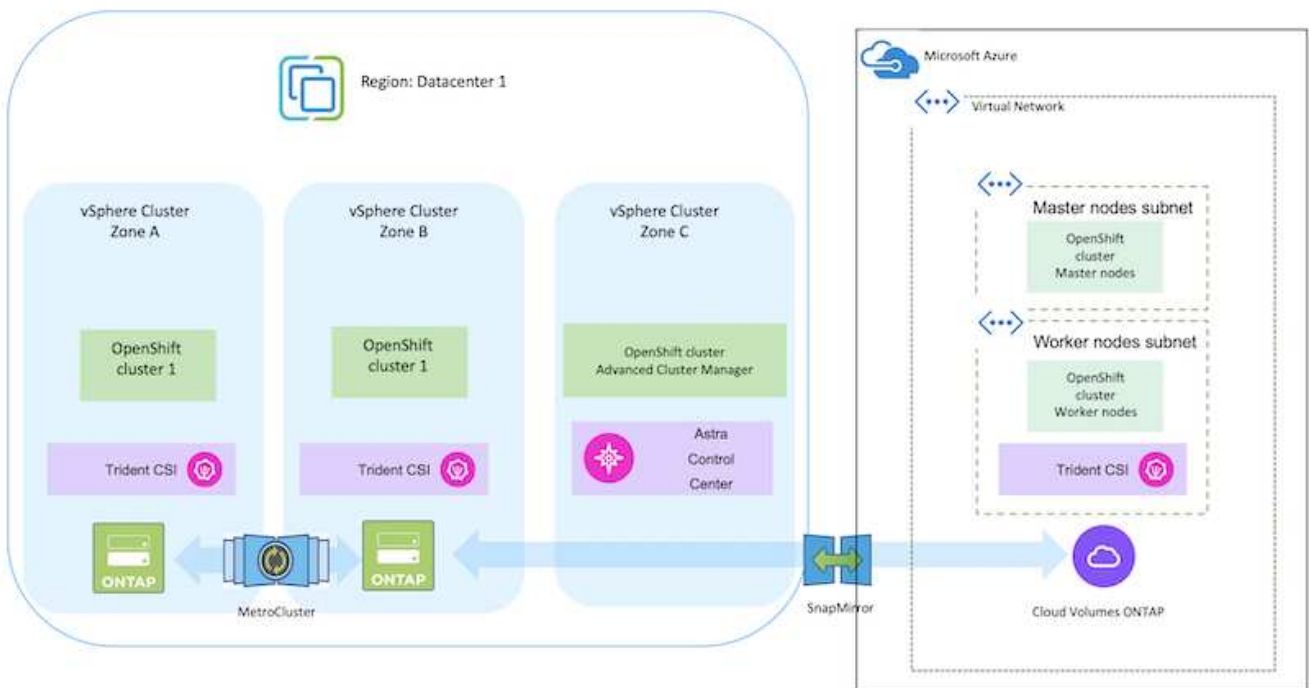 Region: Datacenter 1
vSphere Cluster
Zone A
OpenShift
cluster 1
Trident CSI
ONTAP
MetroCluster
vSphere Cluster
Zone B
OpenShift
cluster 1
Trident CSI
ONTAP
vSphere Cluster
Zone C
OpenShift cluster
Advanced Cluster Manager
Astra
Control
Center
SnapMirror
Microsoft Azure
Virtual Network
Master nodes subnet
OpenShift
cluster
Master nodes
Worker nodes subnet
OpenShift
cluster
Worker nodes
Trident CSI
Cloud Volumes ONTAP